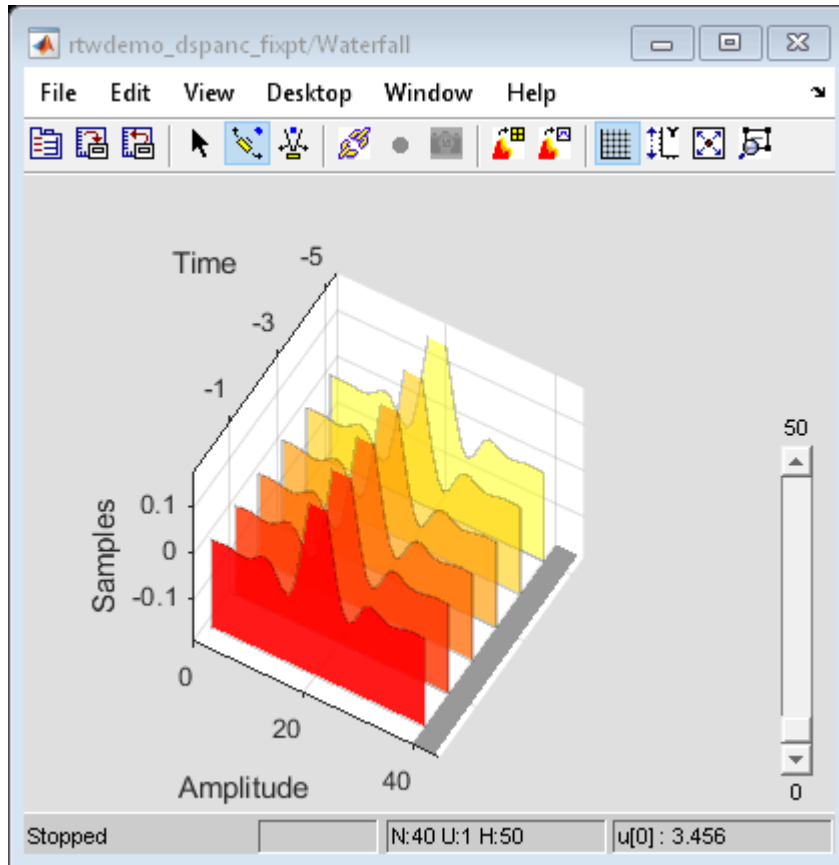 rtwdemo_dspanc_fixpt/Waterfall
File Edit View Desktop Window Help
Time
-5
-3
-1
50
Samples
0.1
0
-0.1
0
20
40
Amplitude
0
Stopped N:40 U:1 H:50 u[0] : 3.456